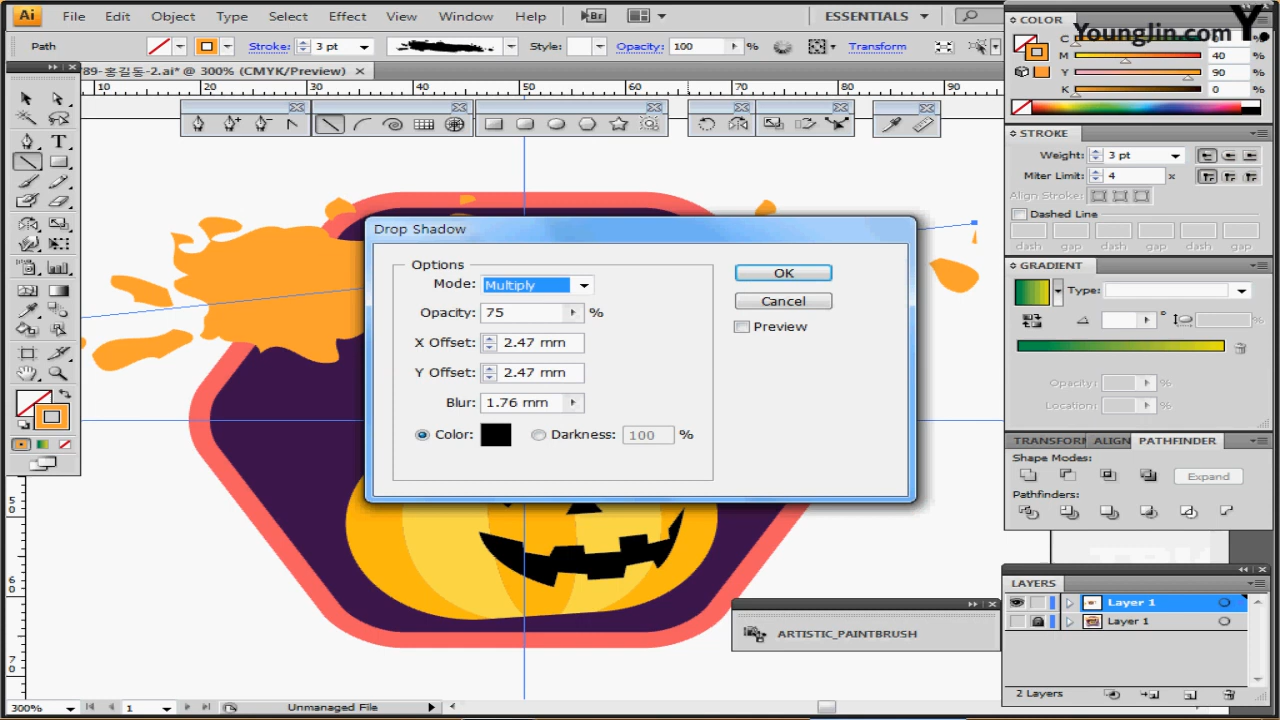 Ai File Edit Object Type Select Effect View Window Help Br ESSENTIALS
Path Stroke: 3 pt Style: Opacity: 100 % Transform
COLOR
Younglin.com Y.
C %
M 40 %
Y 90 %
K 0 %
89-홍길동-2.ai* @ 300% (CMYK/Preview)
10 20 30 40 50 60 70 80 90
STROKE
Weight: 3 pt
Miter Limit: 4 x
Align Stroke:
Dashed Line
dash gap dash gap dash gap
GRADIENT
Type:
°
Opacity: %
Location: %
Drop Shadow
Options
Mode: Multiply
Opacity: 75 %
X Offset: 2.47 mm
Y Offset: 2.47 mm
Blur: 1.76 mm
Color: Darkness: 100 %
OK
Cancel
Preview
TRANSFORM ALIGN PATHFINDER
Shape Modes:
Expand
Pathfinders:
50
60
70
LAYERS
Layer 1
Layer 1
2 Layers
ARTISTIC_PAINTBRUSH
300% 1 Unmanaged File